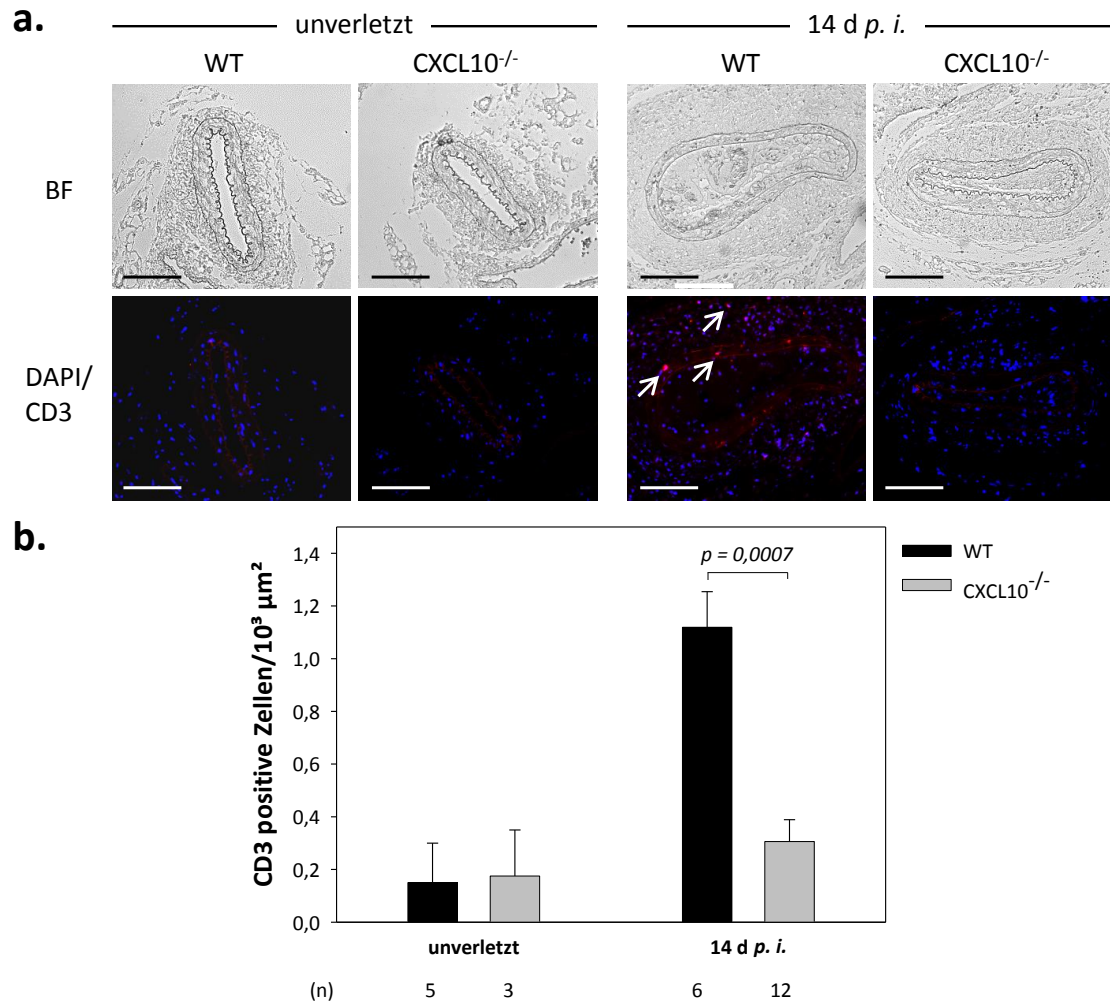 a.
unverletzt
14 d p. i.
WT
CXCL10-/-
WT
CXCL10-/-
BF
DAPI/
CD3
b.
CD3 positive Zellen/10³ µm²
1,4
1,2
1,0
0,8
0,6
0,4
0,2
0,0
p = 0,0007
WT
CXCL10-/-
unverletzt
14 d p. i.
(n) 5 3 6 12